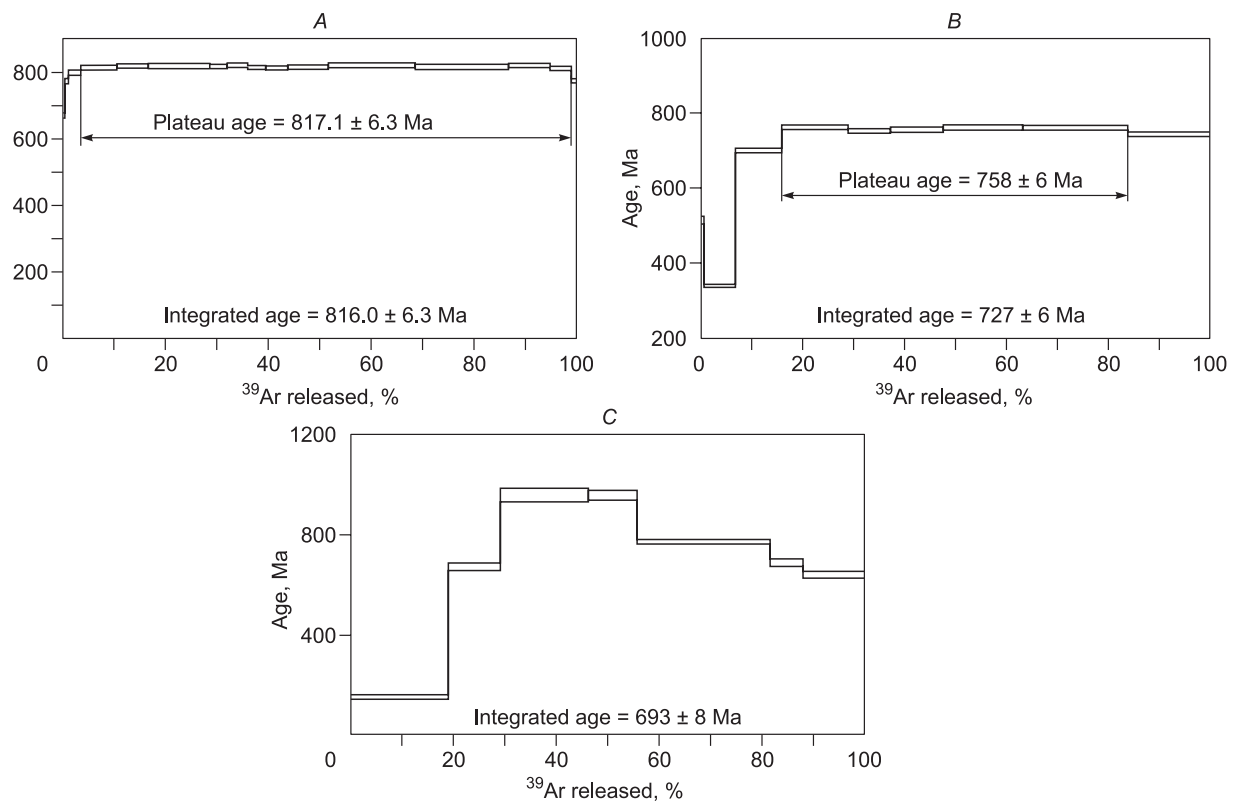 A
800
600
400
200
0
20
40
60
80
100
Plateau age = 817.1 ± 6.3 Ma
Integrated age = 816.0 ± 6.3 Ma
³⁹Ar released, %
B
1000
800
600
400
200
0
20
40
60
80
100
Age, Ma
Plateau age = 758 ± 6 Ma
Integrated age = 727 ± 6 Ma
³⁹Ar released, %
C
1200
800
400
0
20
40
60
80
100
Age, Ma
Integrated age = 693 ± 8 Ma
³⁹Ar released, %